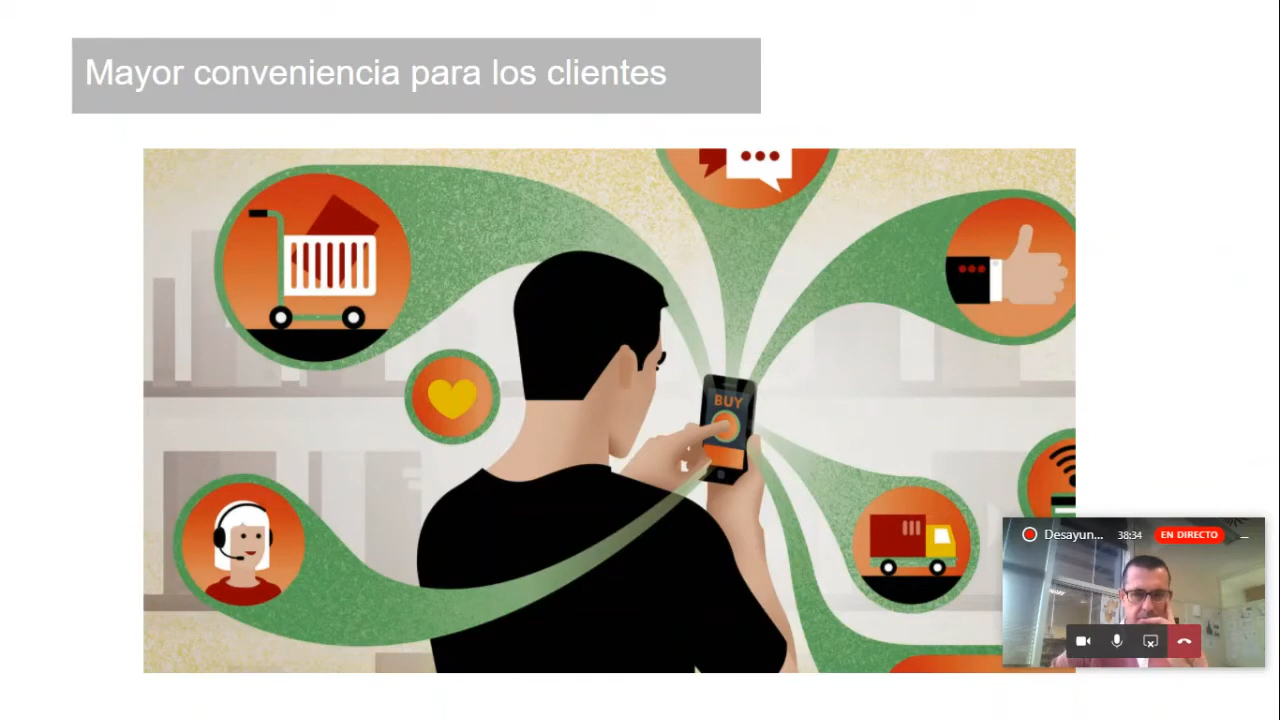 Mayor conveniencia para los clientes
BUY
Desayun...
38:34
EN DIRECTO